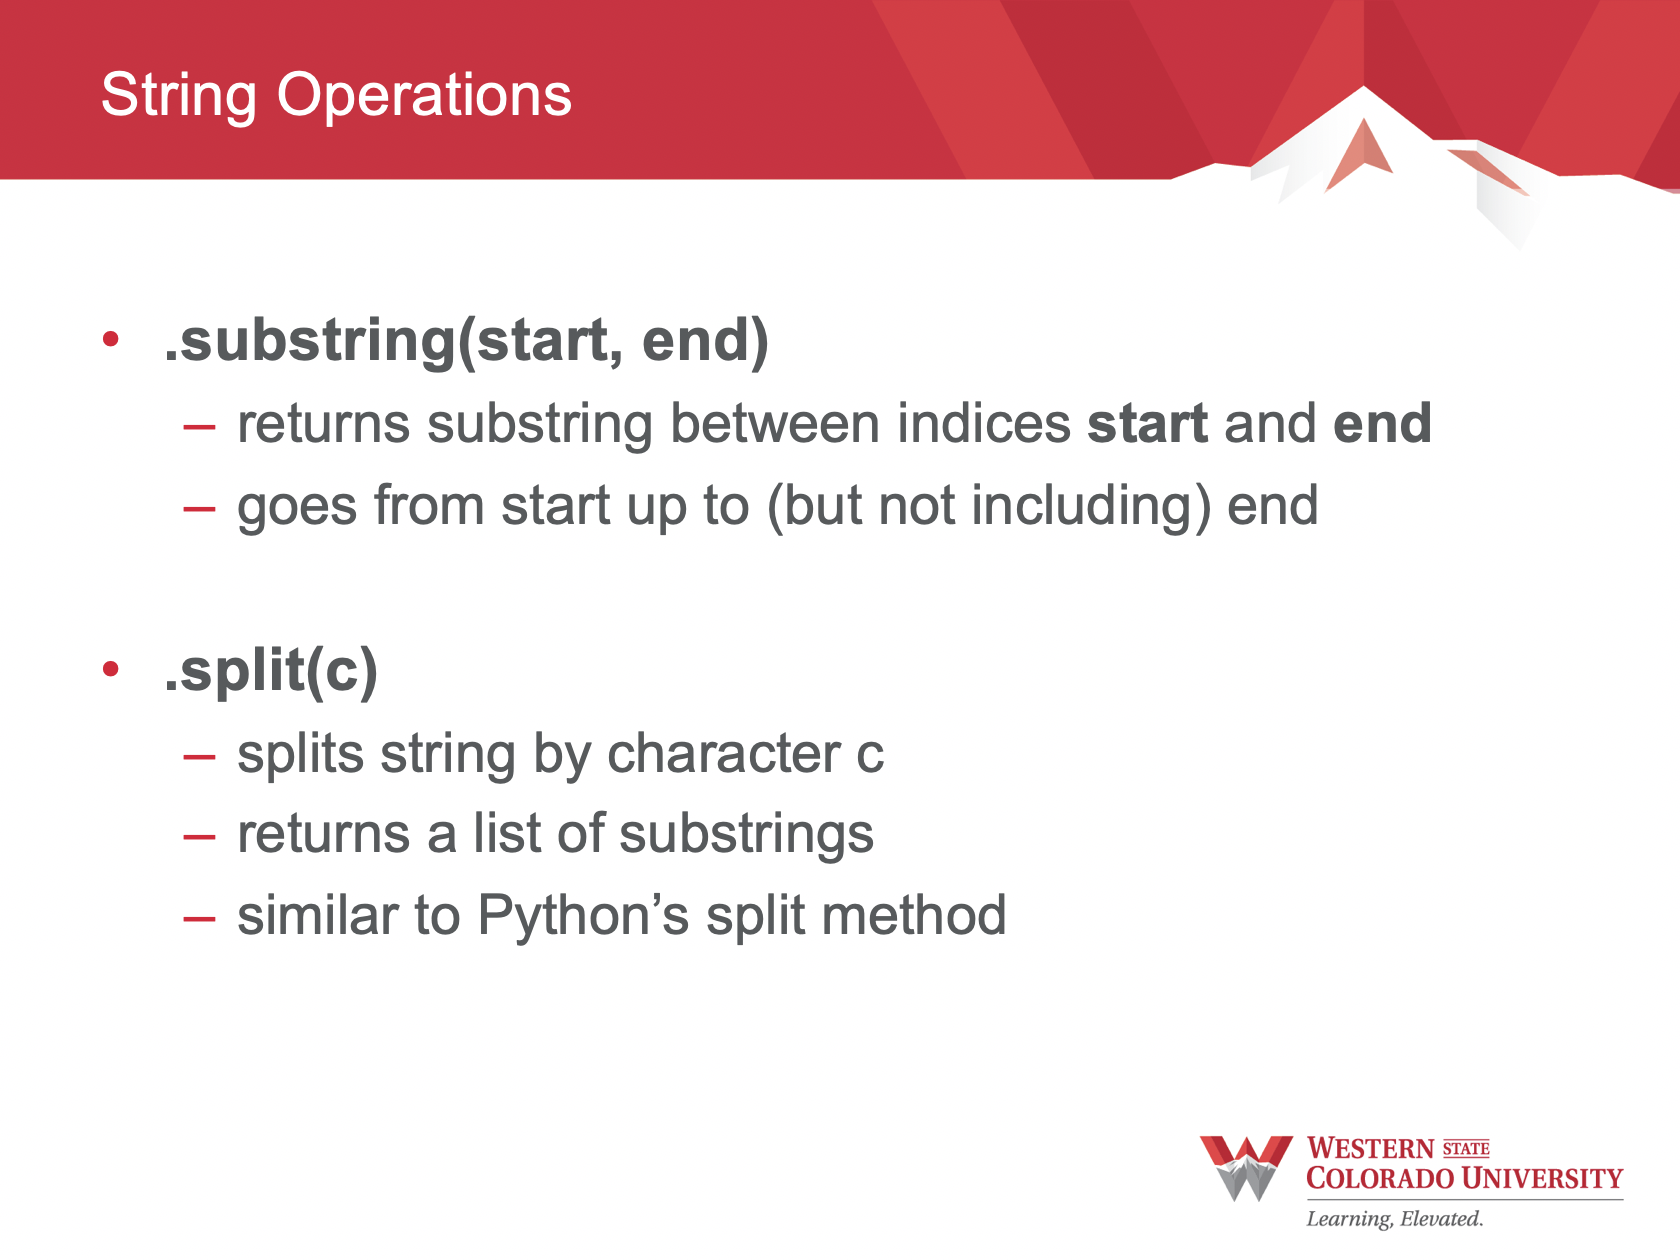 String Operations
• .substring(start, end)
– returns substring between indices start and end
– goes from start up to (but not including) end
• .split(c)
– splits string by character c
– returns a list of substrings
– similar to Python’s split method
WESTERN STATE
COLORADO UNIVERSITY
Learning, Elevated.